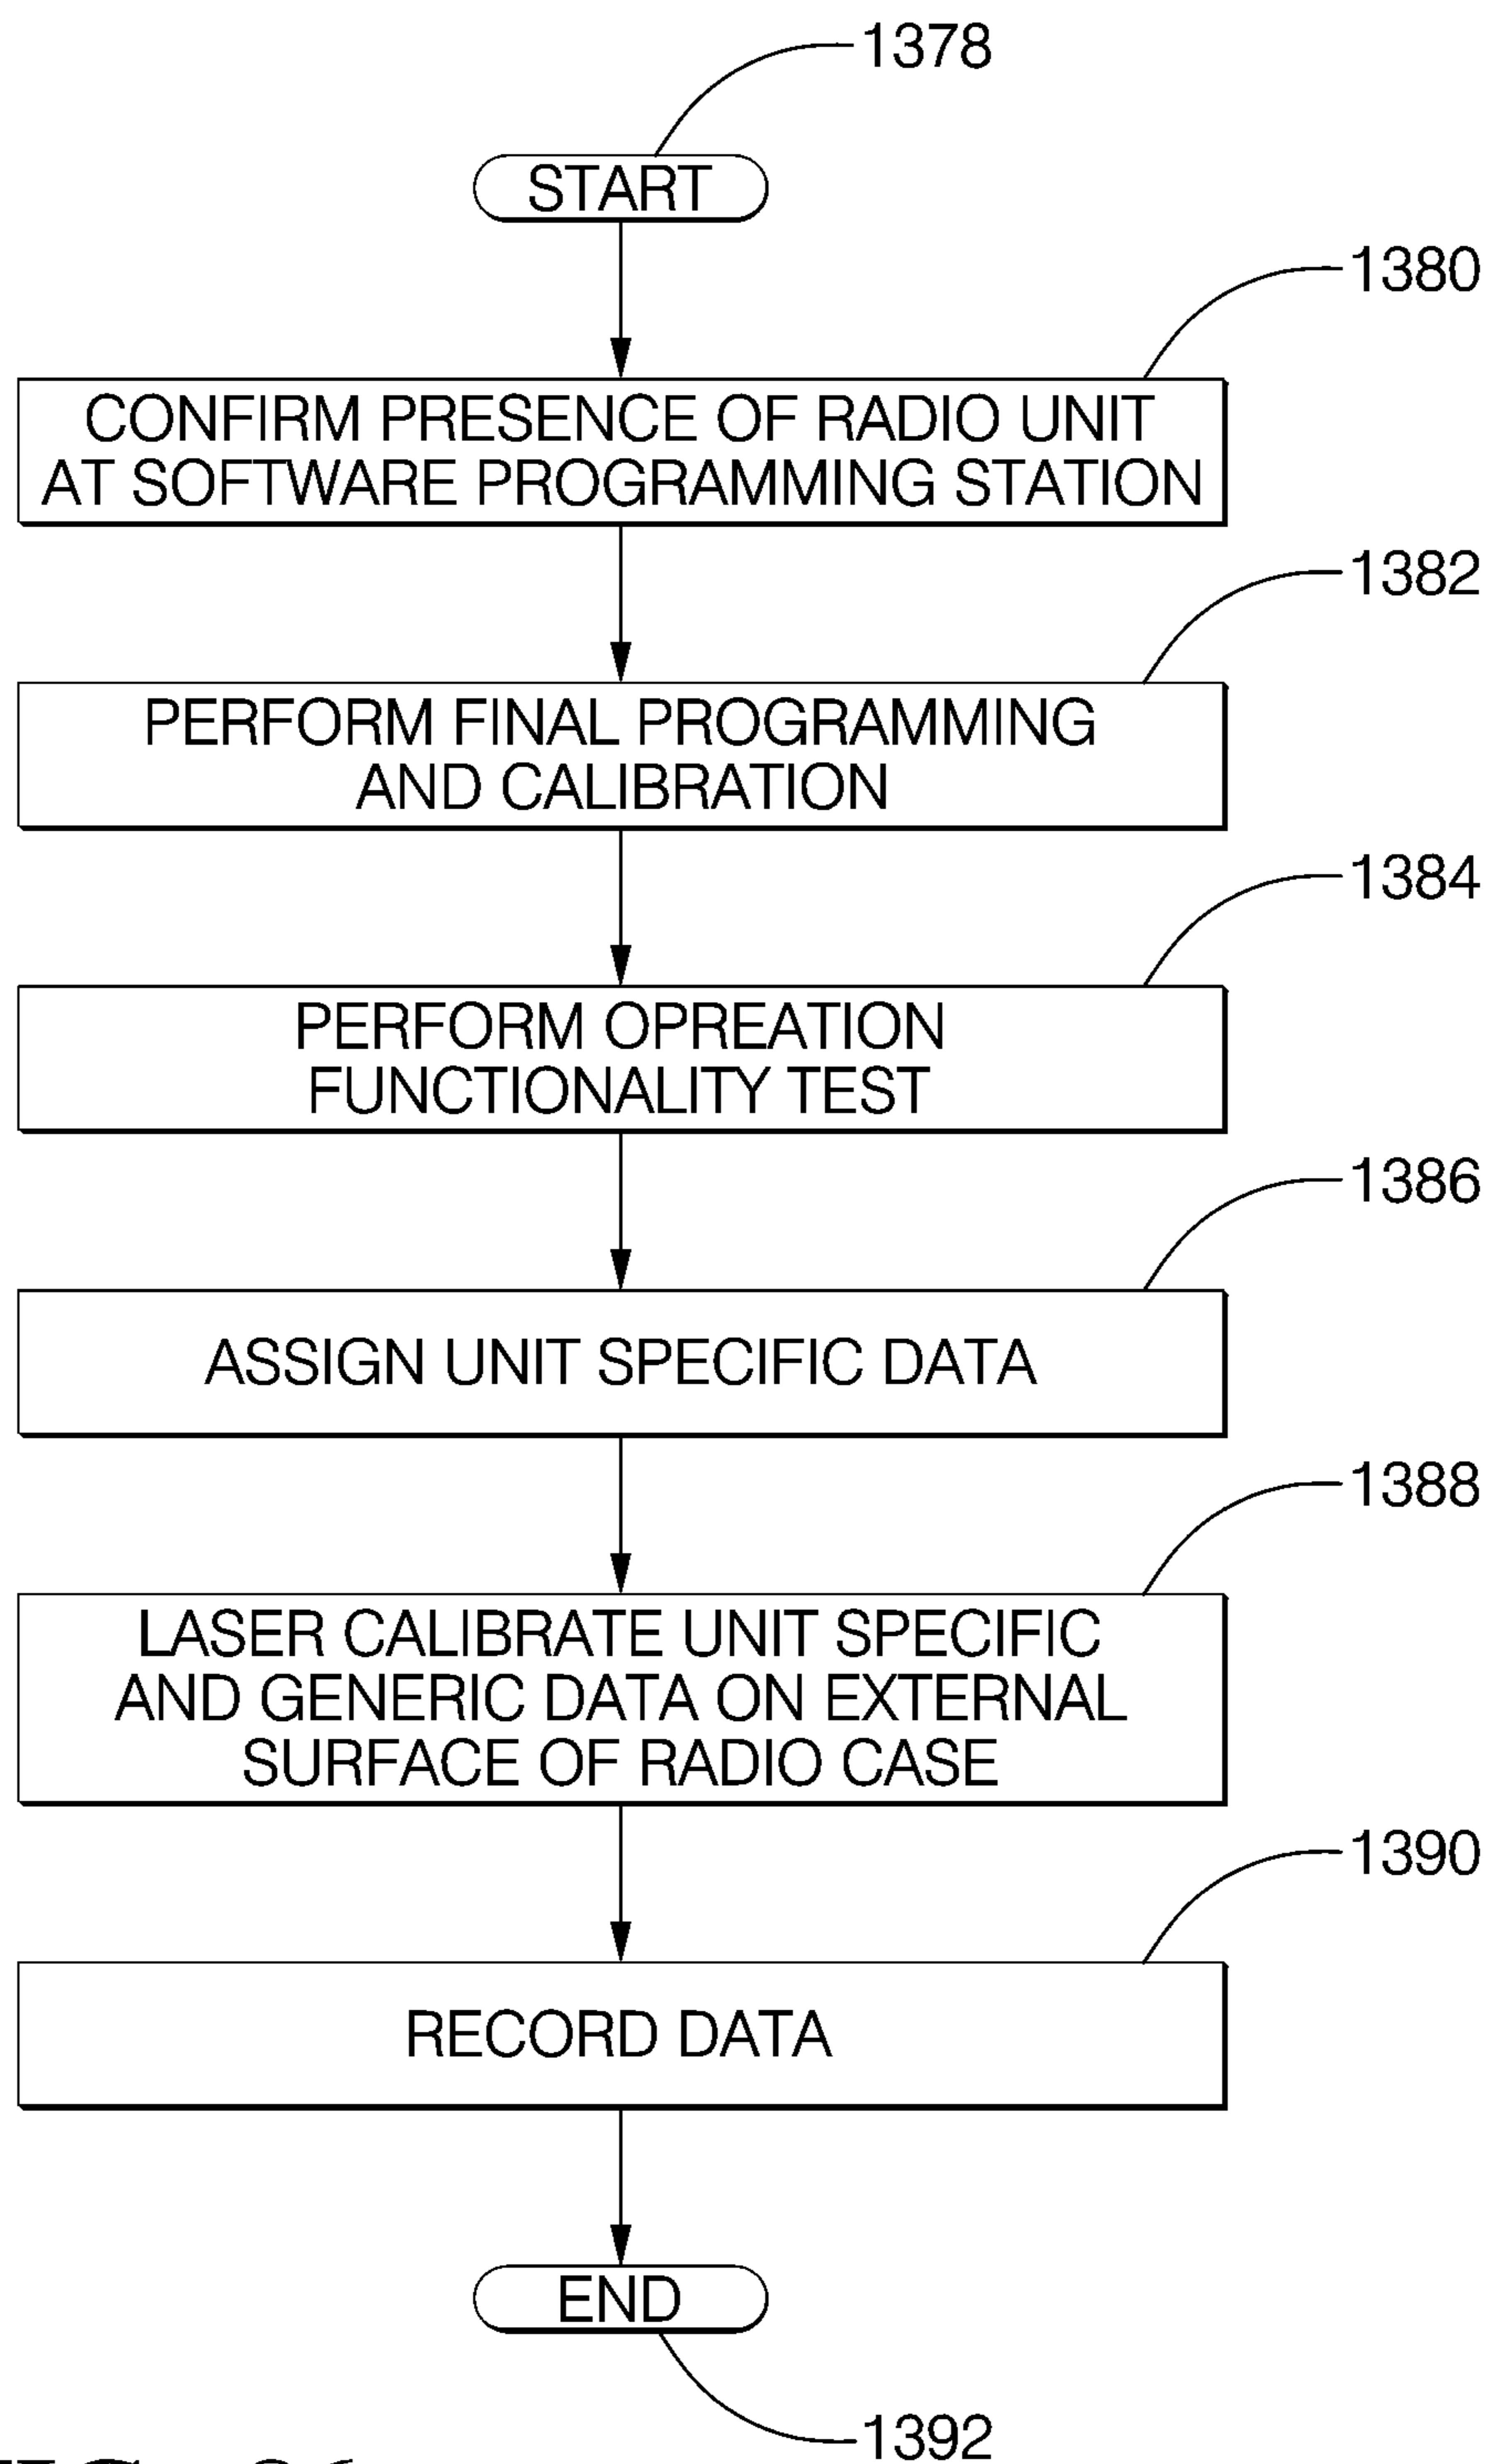 1378
START
1380
CONFIRM PRESENCE OF RADIO UNIT
AT SOFTWARE PROGRAMMING STATION
1382
PERFORM FINAL PROGRAMMING
AND CALIBRATION
1384
PERFORM OPREATION
FUNCTIONALITY TEST
1386
ASSIGN UNIT SPECIFIC DATA
1388
LASER CALIBRATE UNIT SPECIFIC
AND GENERIC DATA ON EXTERNAL
SURFACE OF RADIO CASE
1390
RECORD DATA
END
1392